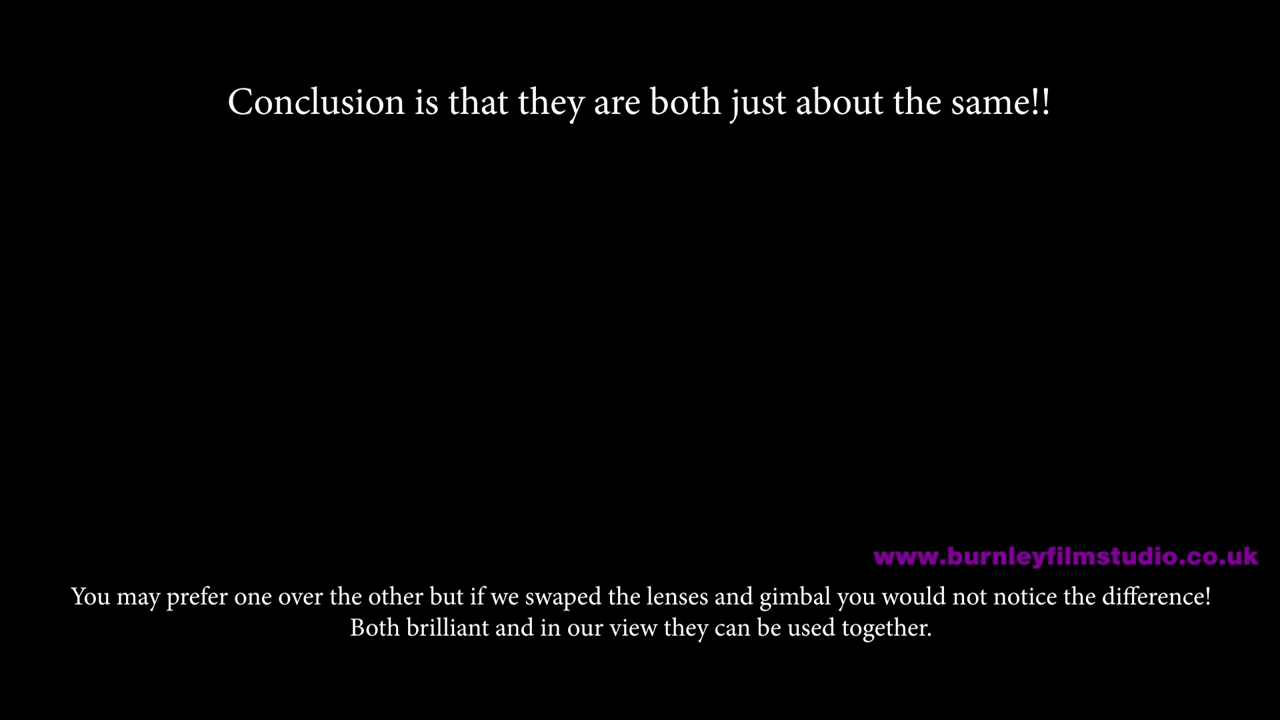 Conclusion is that they are both just about the same!!
www.burnleyfilmstudio.co.uk
You may prefer one over the other but if we swaped the lenses and gimbal you would not notice the difference!
Both brilliant and in our view they can be used together.